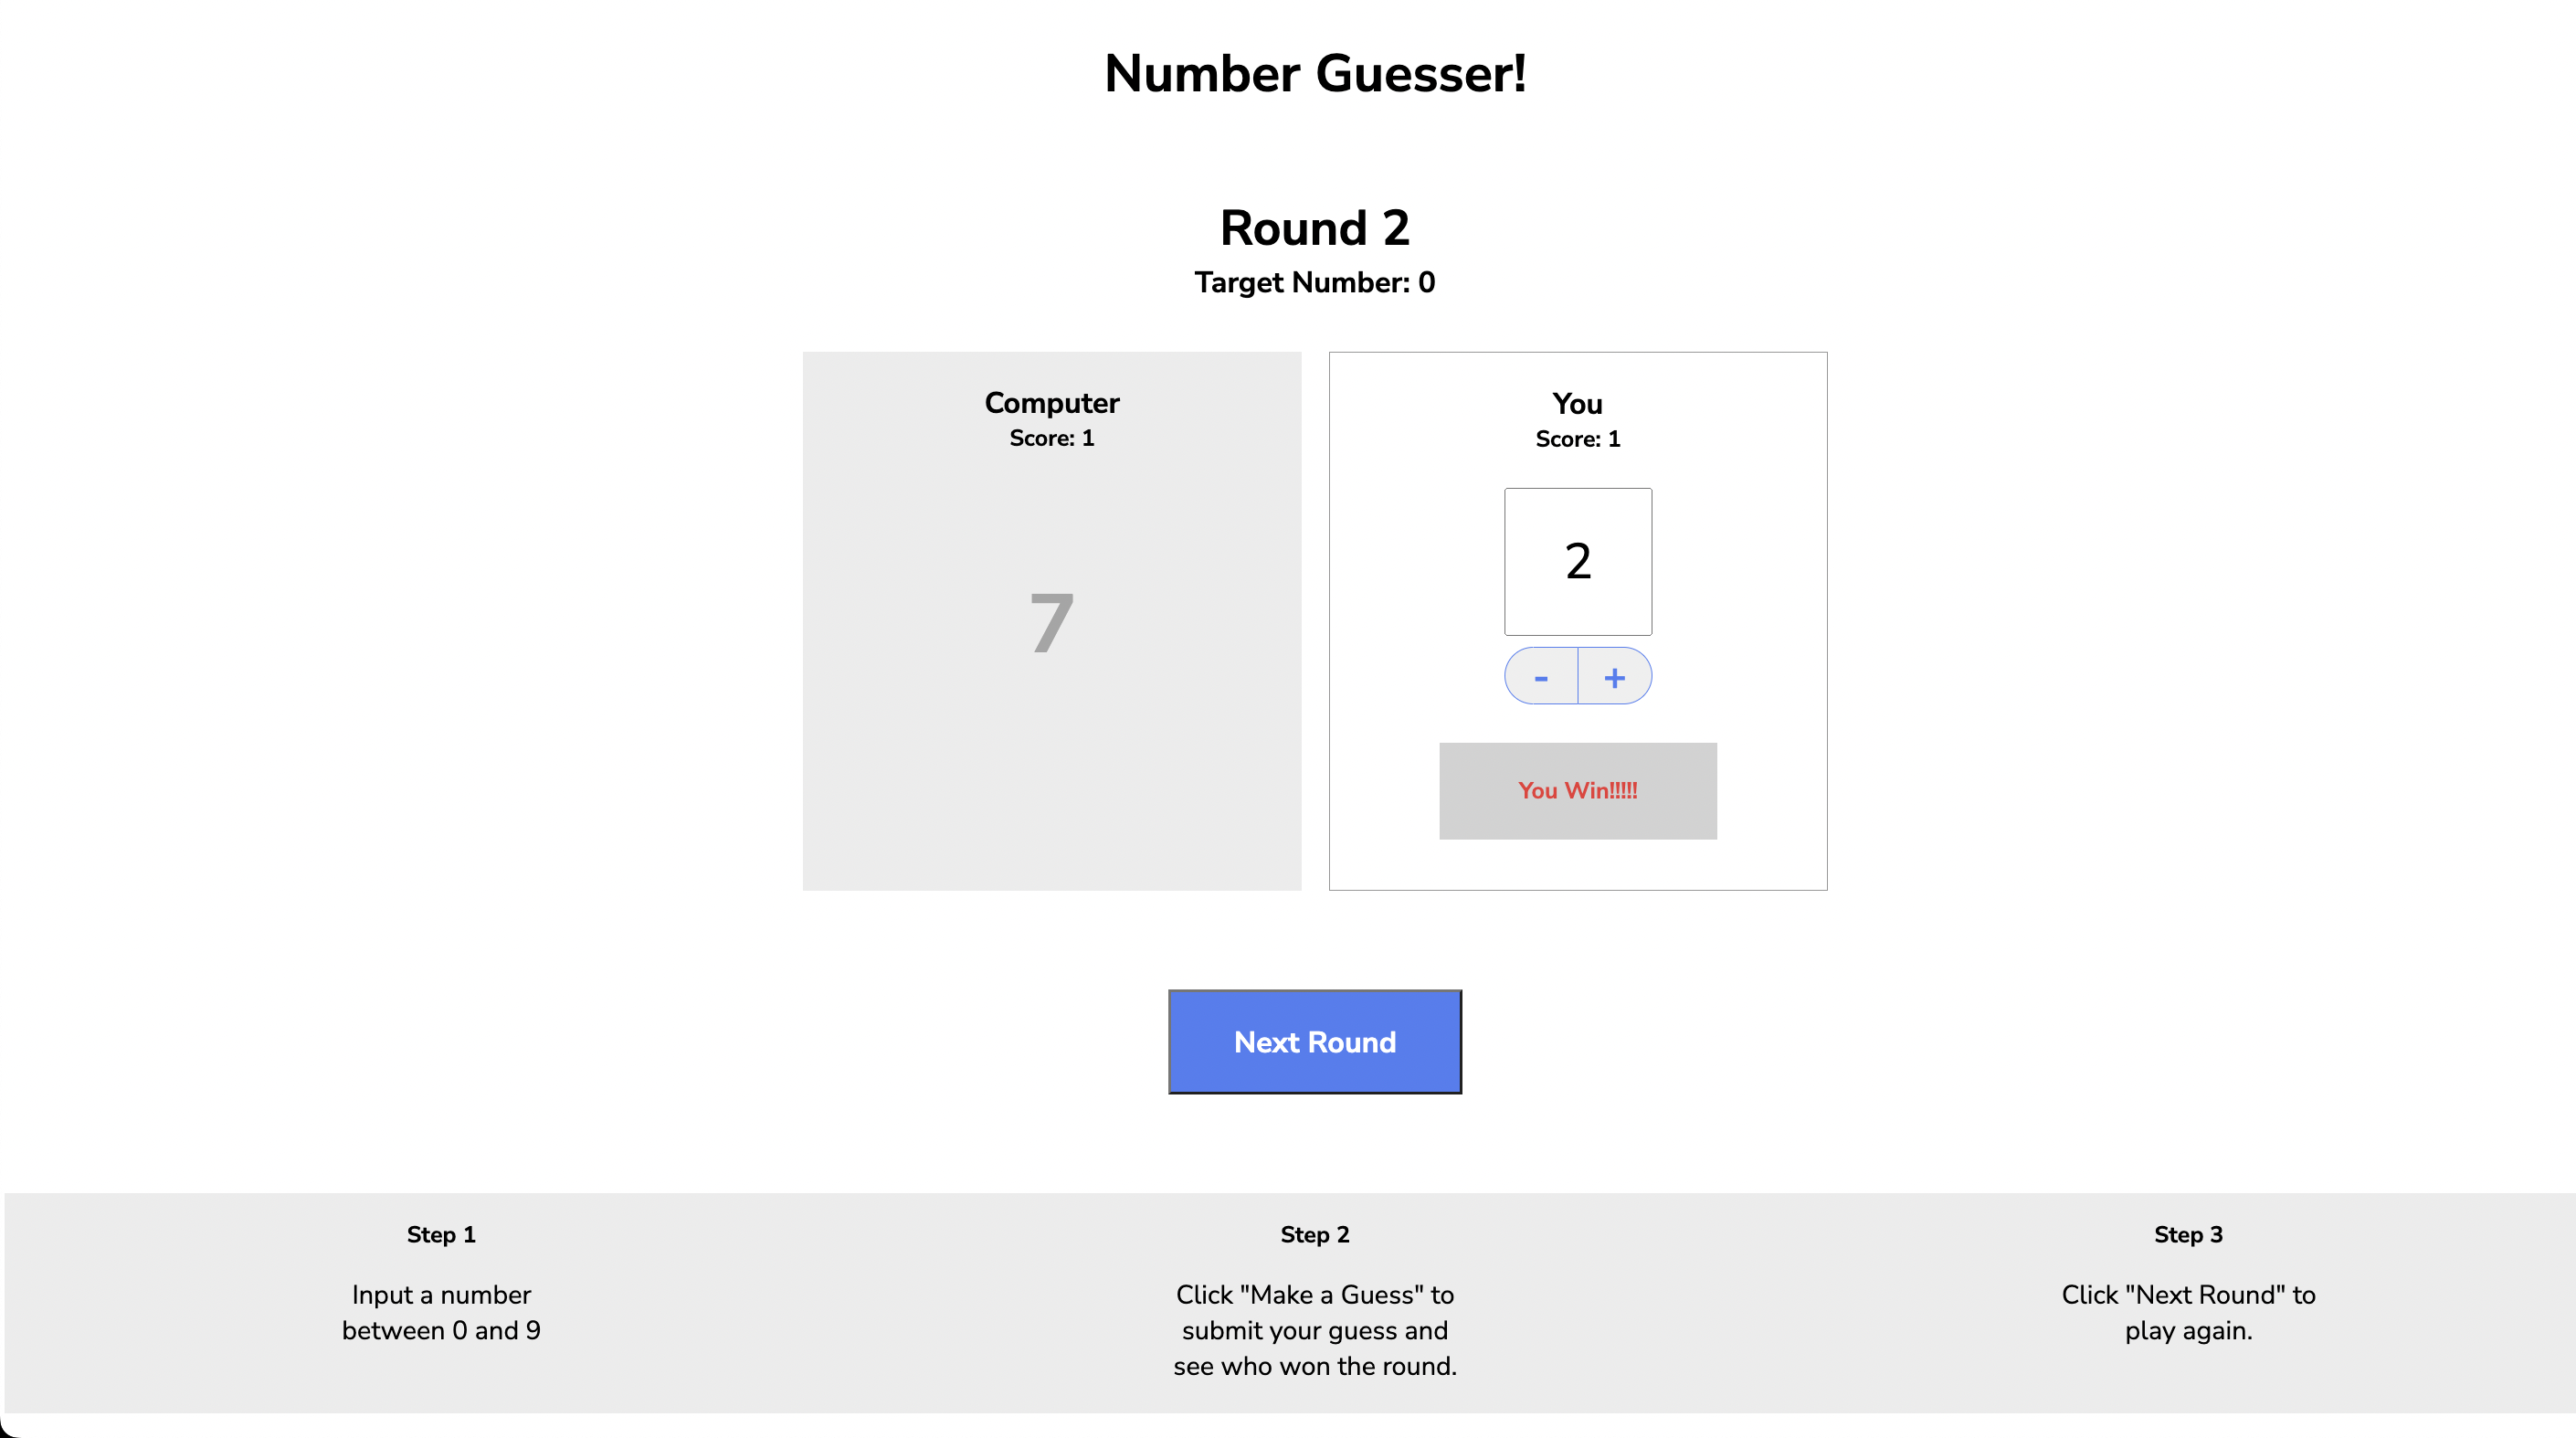 Number Guesser!
Round 2
Target Number: 0
Computer
Score: 1
7
You
Score: 1
2
- +
You Win!!!!!
Next Round
Step 1
Input a number
between 0 and 9
Step 2
Click "Make a Guess" to
submit your guess and
see who won the round.
Step 3
Click "Next Round" to
play again.